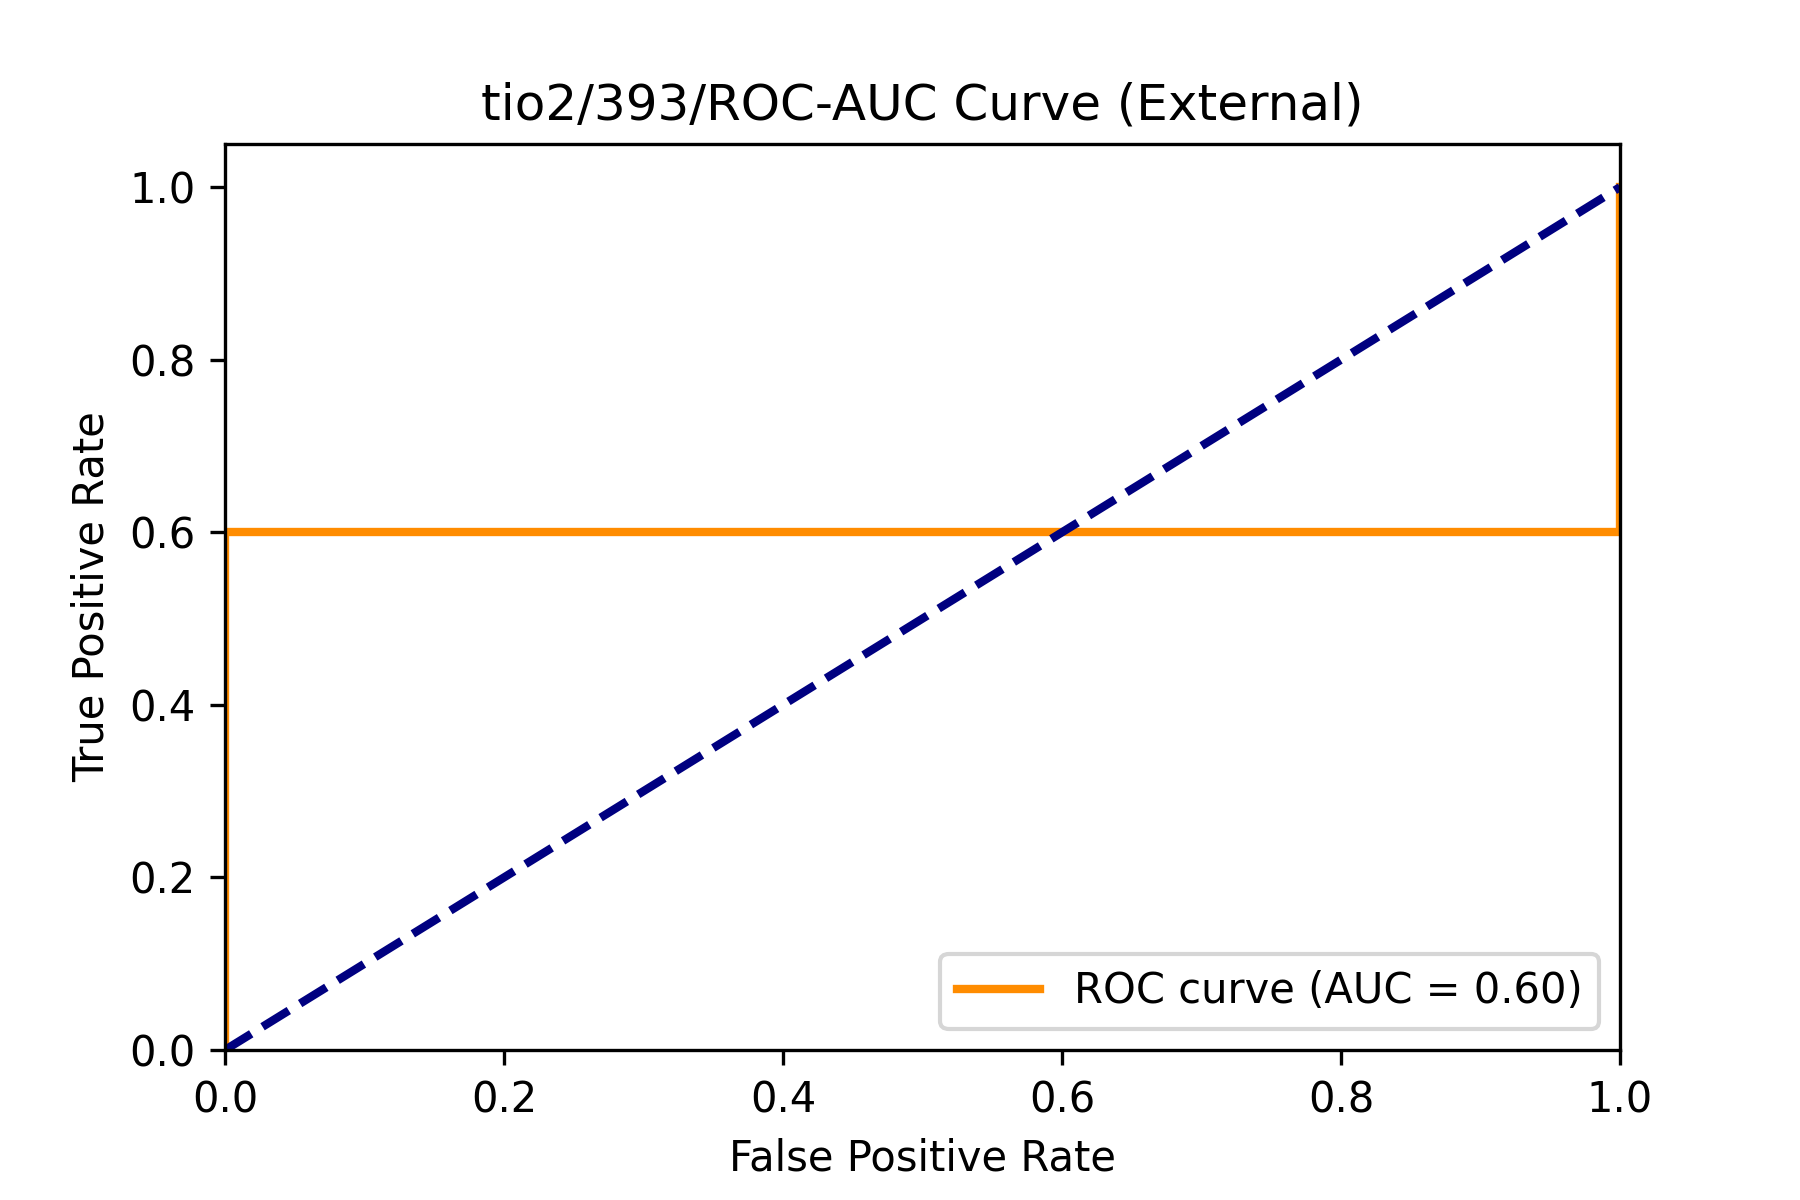 tio2/393/ROC-AUC Curve (External)
1.0
0.8
0.6
0.4
0.2
0.0
True Positive Rate
ROC curve (AUC = 0.60)
0.0 0.2 0.4 0.6 0.8 1.0
False Positive Rate